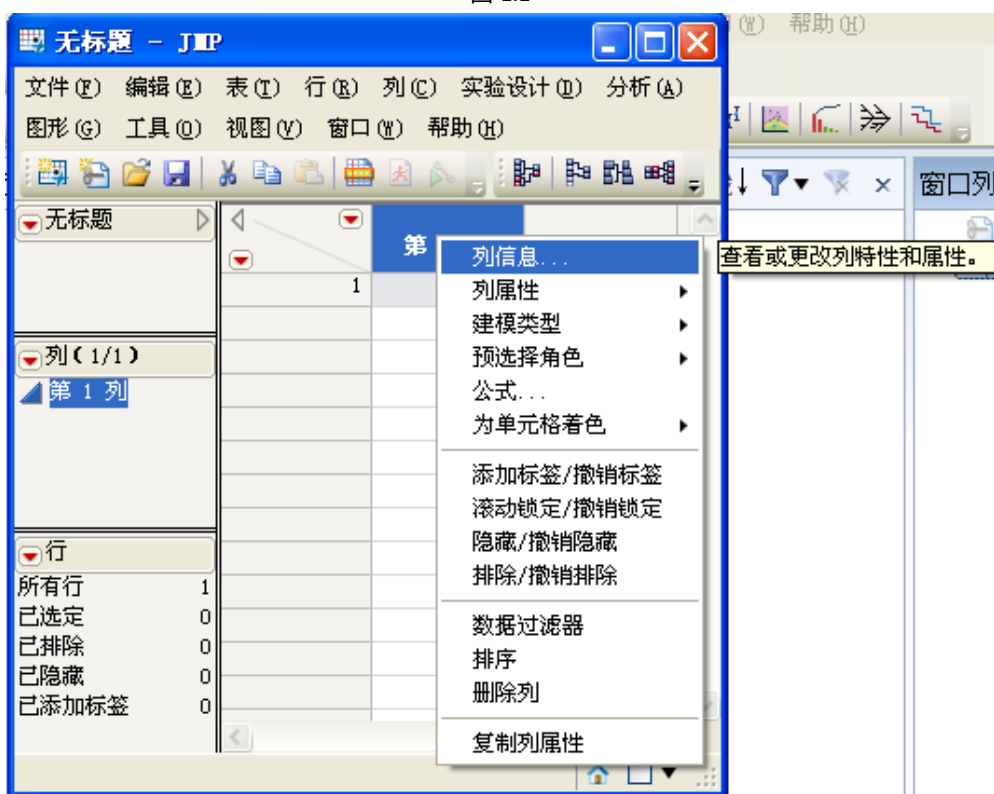 无标题 - JMP
文件(F) 编辑(E) 表(T) 行(R) 列(C) 实验设计(D) 分析(A)
图形(G) 工具(O) 视图(V) 窗口(W) 帮助(H)
(W) 帮助(H)
无标题
第
1
列(1/1)
第 1 列
行
所有行 1
已选定 0
已排除 0
已隐藏 0
已添加标签 0
列信息...
列属性
建模类型
预选择角色
公式...
为单元格着色
添加标签/撤销标签
滚动锁定/撤销锁定
隐藏/撤销隐藏
排除/撤销排除
数据过滤器
排序
删除列
复制列属性
窗口列
查看或更改列特性和属性。